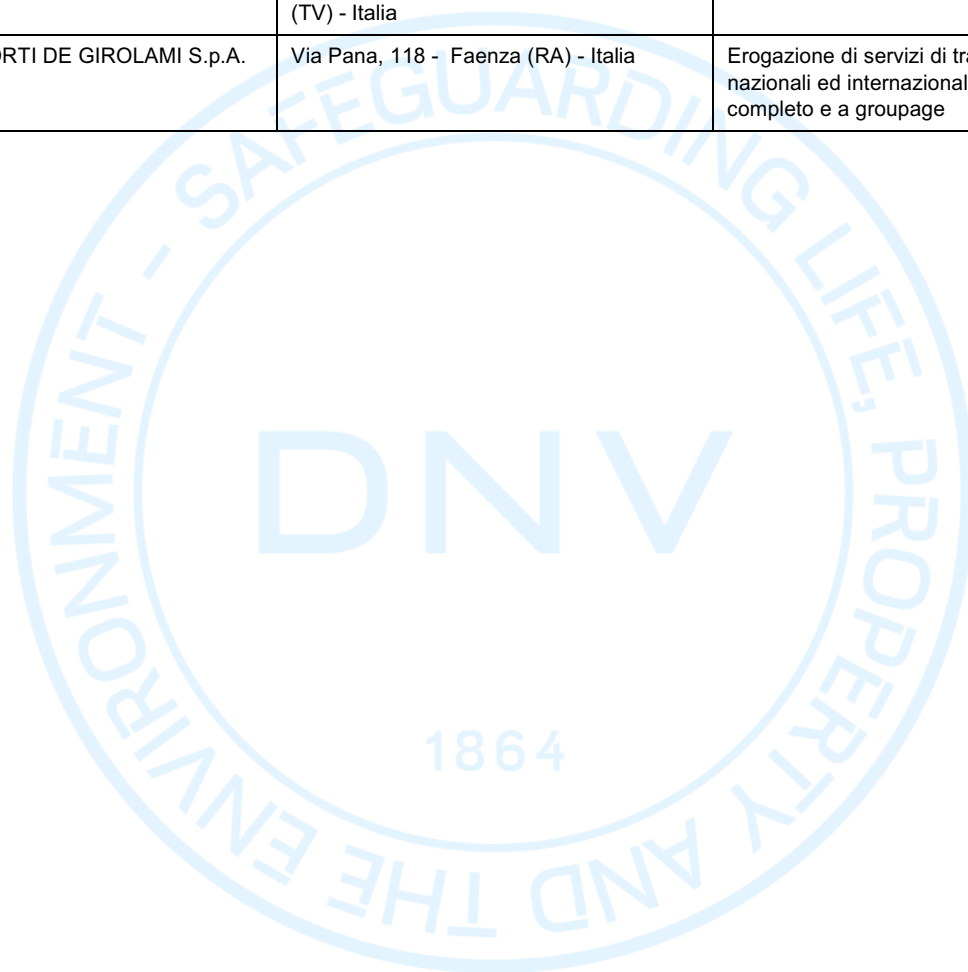 (TV) - Italia
RTI DE GIROLAMI S.p.A.
Via Pana, 118 - Faenza (RA) - Italia
Erogazione di servizi di tra
nazionali ed internazional
completo e a groupage
SAFEGUARDING LIFE, PROPERTY AND THE ENVIRONMENT -
DNV
1864